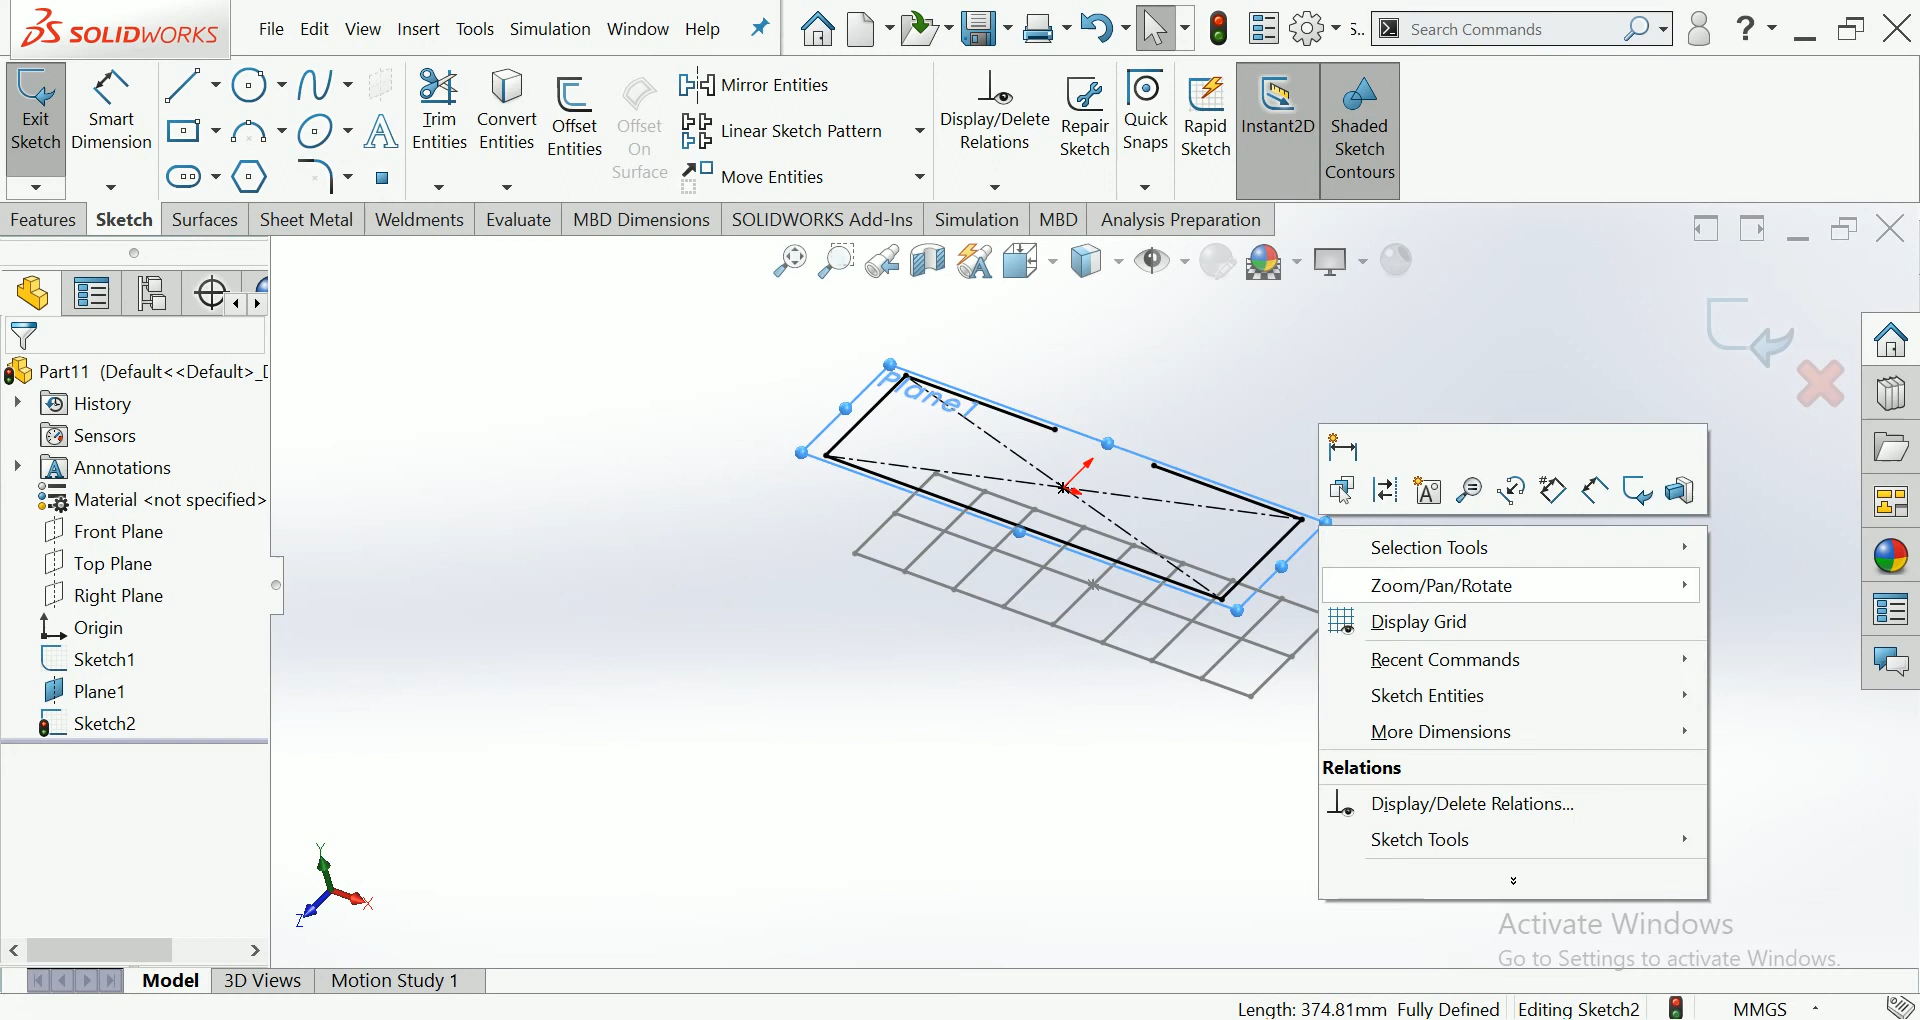 SOLIDWORKS
File Edit View Insert Tools Simulation Window Help
S..
Search Commands
?
Exit Sketch
Smart Dimension
Trim Entities
Convert Entities
Offset Entities
Offset On Surface
Mirror Entities
Linear Sketch Pattern
Move Entities
Display/Delete Relations
Repair Sketch
Quick Snaps
Rapid Sketch
Instant2D
Shaded Sketch Contours
Features Sketch Surfaces Sheet Metal Weldments Evaluate MBD Dimensions SOLIDWORKS Add-Ins Simulation MBD Analysis Preparation
Part11 (Default<<Default>_D
History
Sensors
Annotations
Material <not specified>
Front Plane
Top Plane
Right Plane
Origin
Sketch1
Plane1
Sketch2
Plane1
Selection Tools
Zoom/Pan/Rotate
Display Grid
Recent Commands
Sketch Entities
More Dimensions
Relations
Display/Delete Relations...
Sketch Tools
Y
X
Z
Activate Windows
Go to Settings to activate Windows.
Model 3D Views Motion Study 1
Length: 374.81mm Fully Defined Editing Sketch2 MMGS